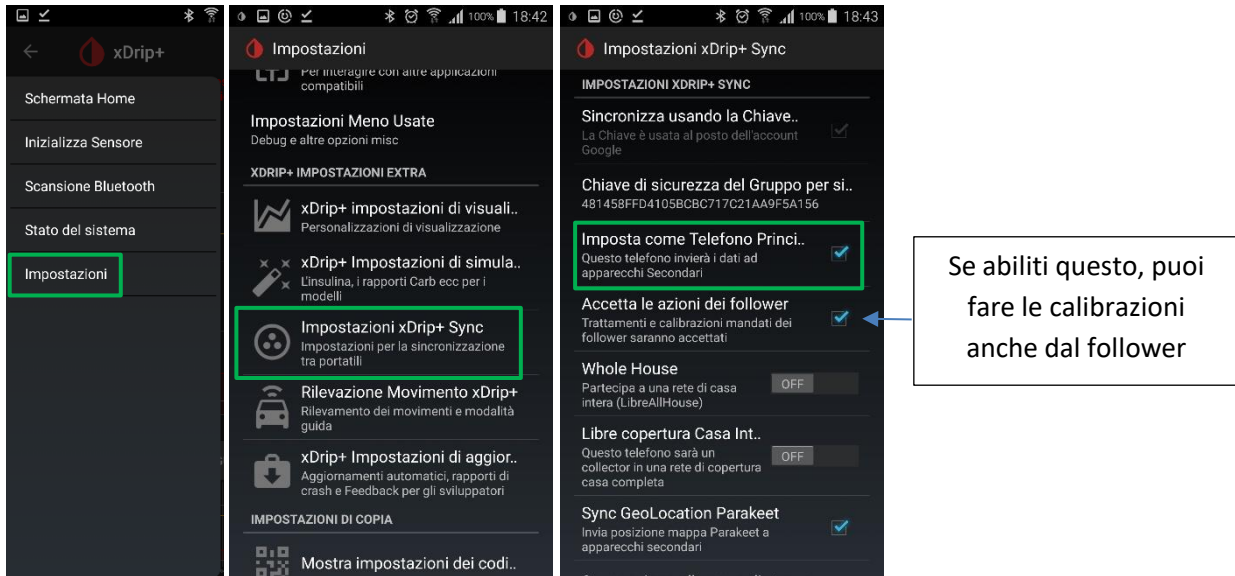 xDrip+
Schermata Home
Inizializza Sensore
Scansione Bluetooth
Stato del sistema
Impostazioni
100% 18:42
Impostazioni
Per interagire con altre applicazioni
compatibili
Impostazioni Meno Usate
Debug e altre opzioni misc
XDRIP+ IMPOSTAZIONI EXTRA
xDrip+ impostazioni di visuali..
Personalizzazioni di visualizzazione
xDrip+ Impostazioni di simula..
L'insulina, i rapporti Carb ecc per i
modelli
Impostazioni xDrip+ Sync
Impostazioni per la sincronizzazione
tra portatili
Rilevazione Movimento xDrip+
Rilevamento dei movimenti e modalità
guida
xDrip+ Impostazioni di aggior..
Aggiornamenti automatici, rapporti di
crash e Feedback per gli sviluppatori
IMPOSTAZIONI DI COPIA
Mostra impostazioni dei codi..
100% 18:43
Impostazioni xDrip+ Sync
IMPOSTAZIONI XDRIP+ SYNC
Sincronizza usando la Chiave..
La Chiave è usata al posto dell'account
Google
Chiave di sicurezza del Gruppo per si..
481458FFD4105BCBC717C21AA9F5A156
Imposta come Telefono Princi..
Questo telefono invierà i dati ad
apparecchi Secondari
Accetta le azioni dei follower
Trattamenti e calibrazioni mandati dei
follower saranno accettati
Whole House
Partecipa a una rete di casa
intera (LibreAllHouse)
OFF
Libre copertura Casa Int..
Questo telefono sarà un
collector in una rete di copertura
casa completa
OFF
Sync GeoLocation Parakeet
Invia posizione mappa Parakeet a
apparecchi secondari
Se abiliti questo, puoi
fare le calibrazioni
anche dal follower